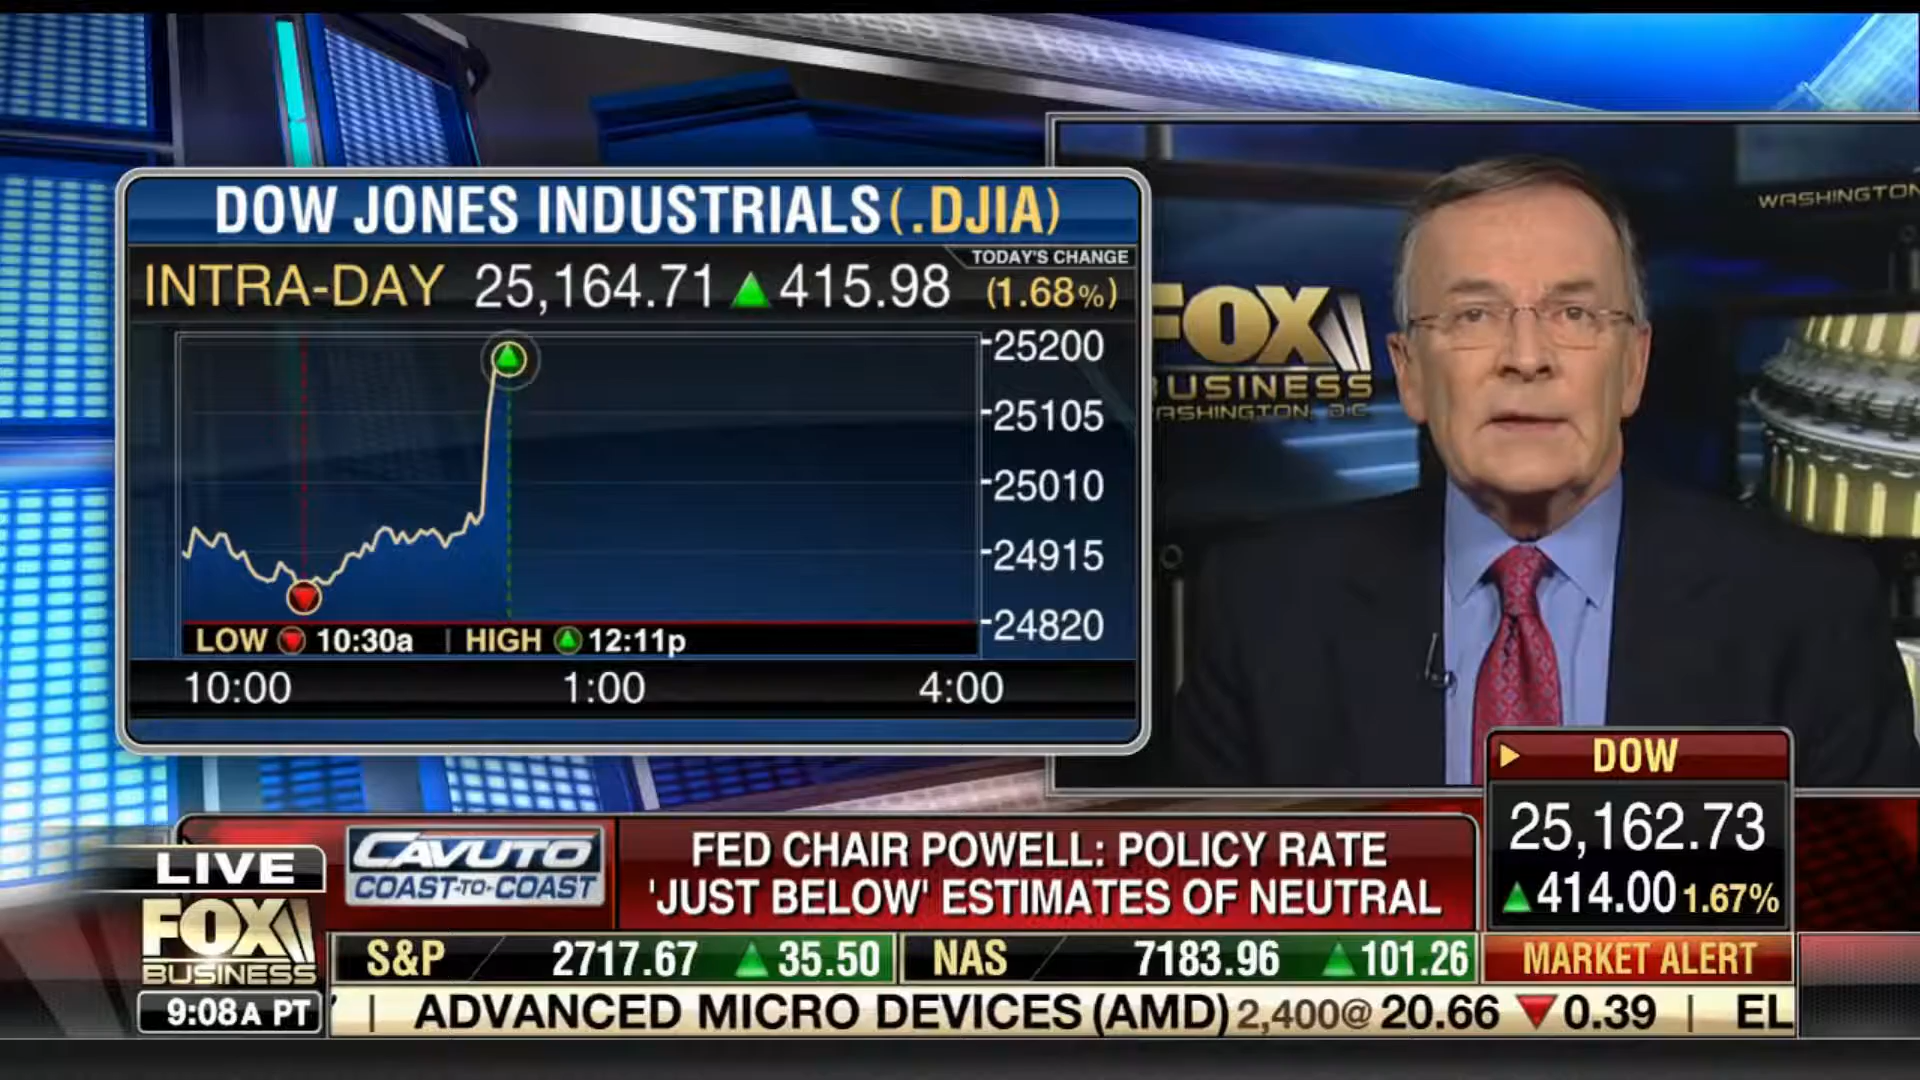 DOW JONES INDUSTRIALS (.DJIA)
TODAY'S CHANGE
INTRA-DAY 25,164.71 ▲ 415.98 (1.68%)
25200
25105
25010
24915
24820
LOW ▼ 10:30a | HIGH ▲ 12:11p
10:00 1:00 4:00
WASHINGTON
FOX
BUSINESS
WASHINGTON, D.C.
DOW
25,162.73
▲ 414.00 1.67%
LIVE
CAVUTO
COAST-TO-COAST
FED CHAIR POWELL: POLICY RATE
'JUST BELOW' ESTIMATES OF NEUTRAL
FOX
BUSINESS
S&P 2717.67 ▲ 35.50 NAS 7183.96 ▲ 101.26 MARKET ALERT
9:08A PT
| ADVANCED MICRO DEVICES (AMD) 2,400@ 20.66 ▼ 0.39 | EL